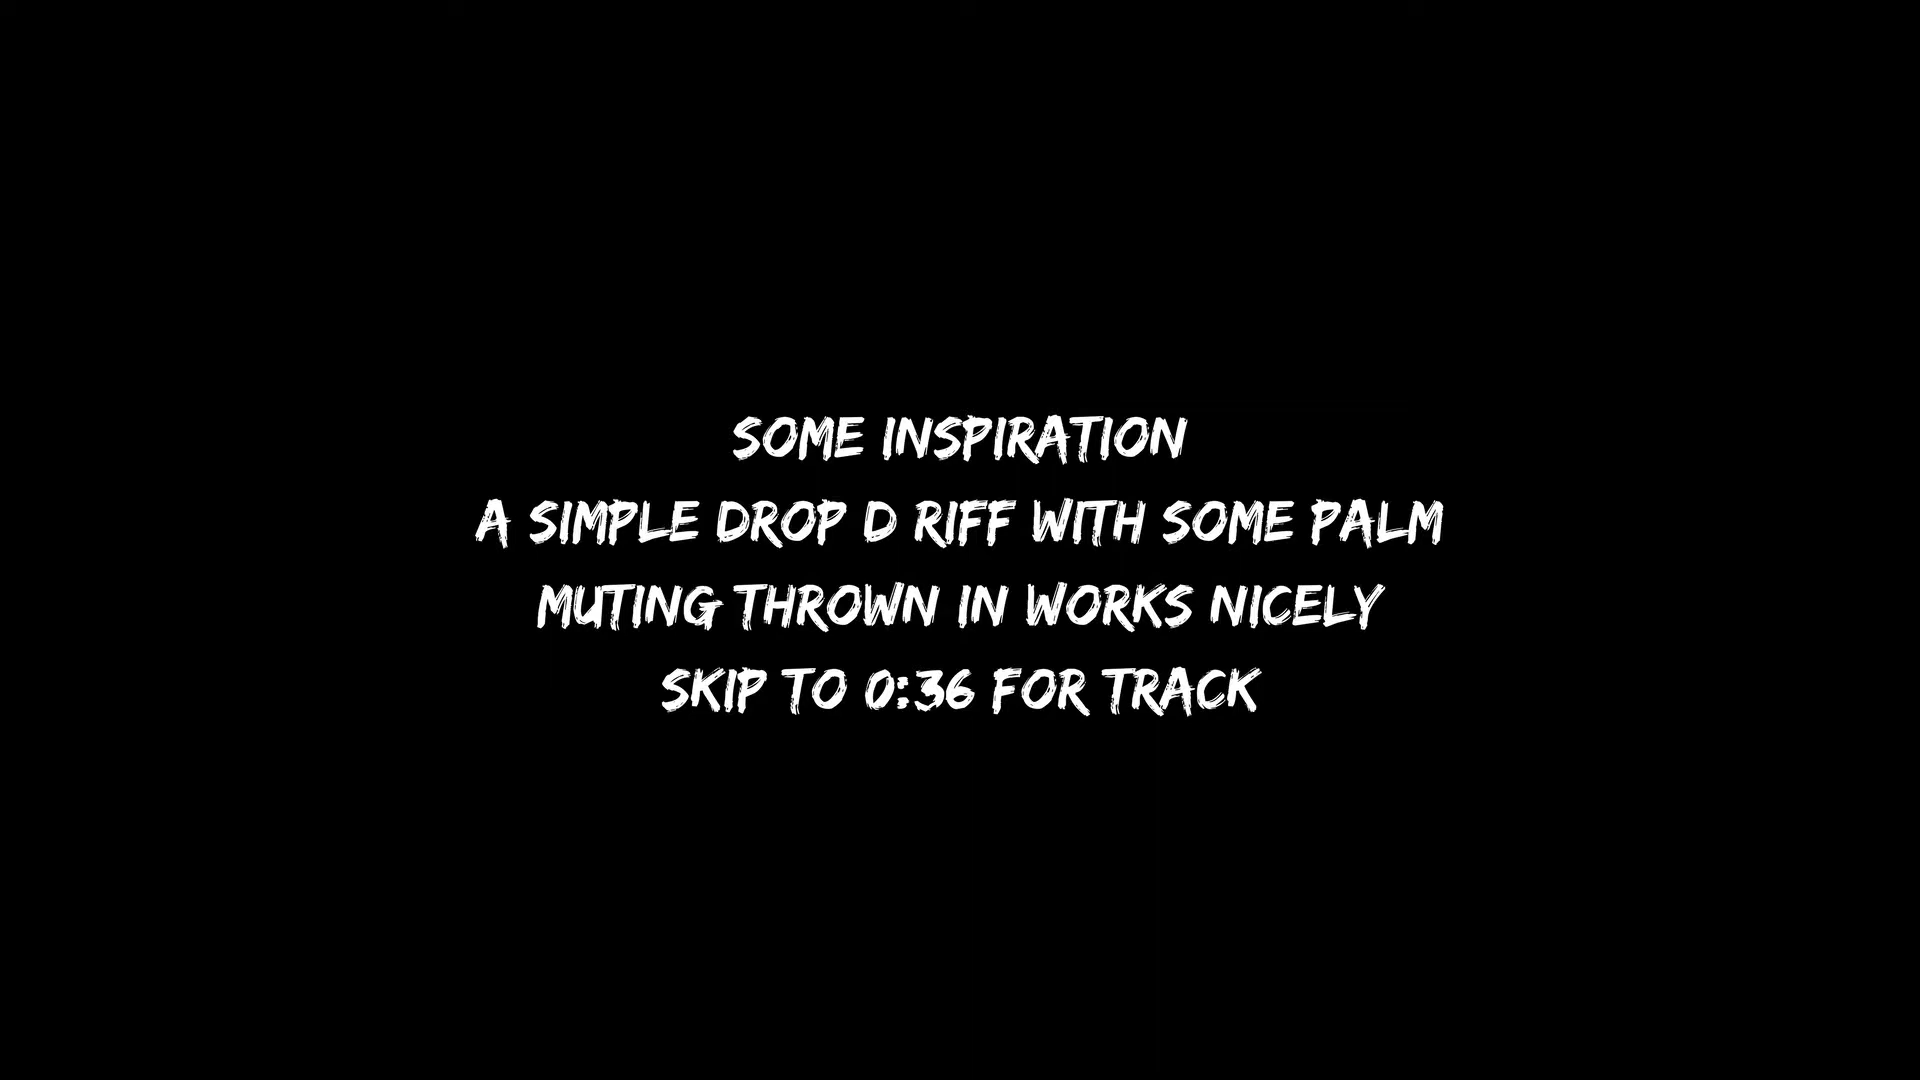 SOME INSPIRATION
A SIMPLE DROP D RIFF WITH SOME PALM
MUTING THROWN IN WORKS NICELY
SKIP TO 0:36 FOR TRACK